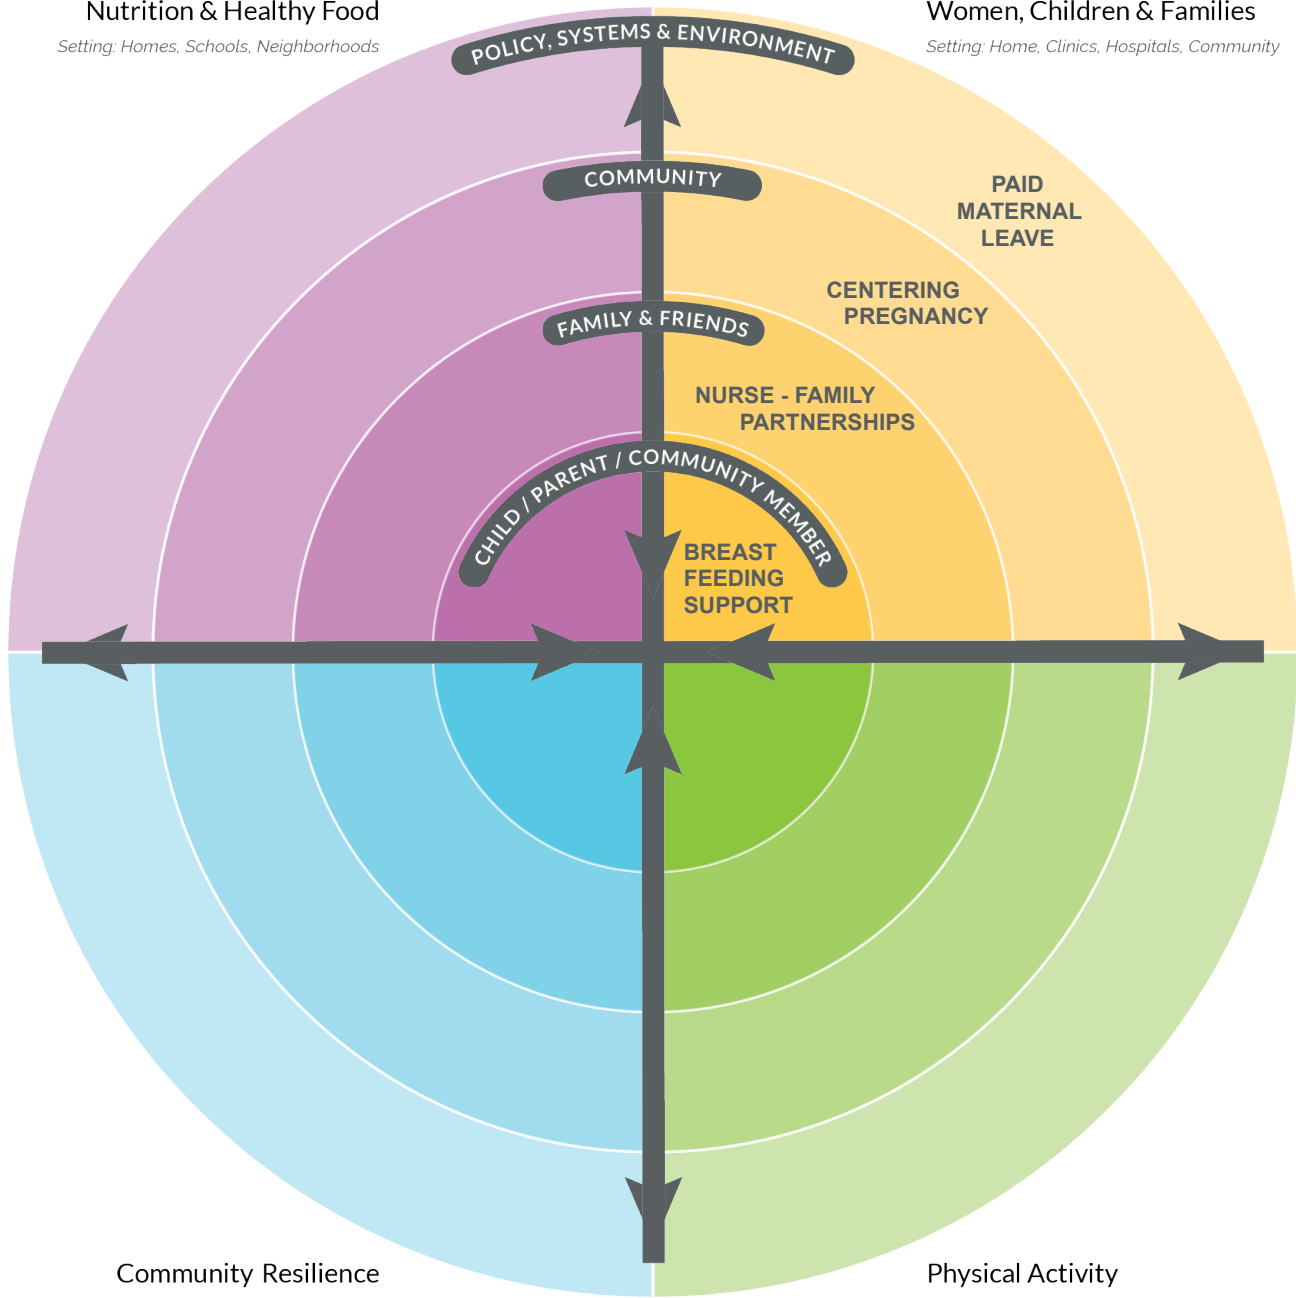 Nutrition & Healthy Food
Setting: Homes, Schools, Neighborhoods
Women, Children & Families
Setting: Home, Clinics, Hospitals, Community
POLICY, SYSTEMS & ENVIRONMENT
COMMUNITY
PAID
MATERNAL
LEAVE
CENTERING
PREGNANCY
FAMILY & FRIENDS
NURSE - FAMILY
PARTNERSHIPS
CHILD / PARENT / COMMUNITY MEMBER
BREAST
FEEDING
SUPPORT
Community Resilience
Physical Activity